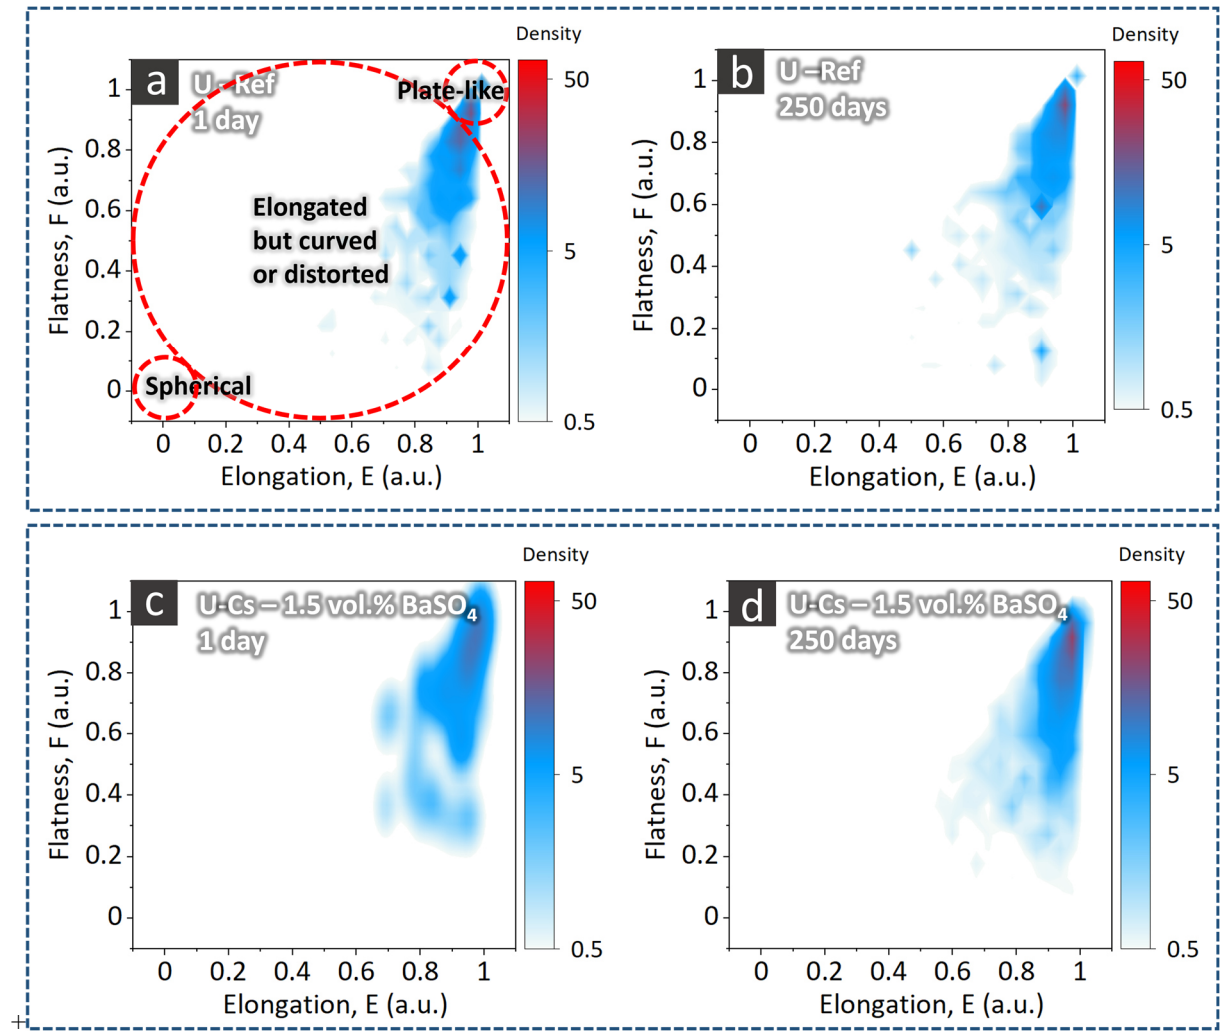 Density
a
U – Ref
1 day
Plate-like
Elongated
but curved
or distorted
Spherical
Flatness, F (a.u.)
1
0.8
0.6
0.4
0.2
0
0 0.2 0.4 0.6 0.8 1
Elongation, E (a.u.)
50
5
0.5
Density
b
U –Ref
250 days
Flatness, F (a.u.)
1
0.8
0.6
0.4
0.2
0
0 0.2 0.4 0.6 0.8 1
Elongation, E (a.u.)
50
5
0.5
Density
c
U-Cs – 1.5 vol.% BaSO4
1 day
Flatness, F (a.u.)
1
0.8
0.6
0.4
0.2
0
0 0.2 0.4 0.6 0.8 1
Elongation, E (a.u.)
50
5
0.5
Density
d
U-Cs – 1.5 vol.% BaSO4
250 days
Flatness, F (a.u.)
1
0.8
0.6
0.4
0.2
0
0 0.2 0.4 0.6 0.8 1
Elongation, E (a.u.)
50
5
0.5